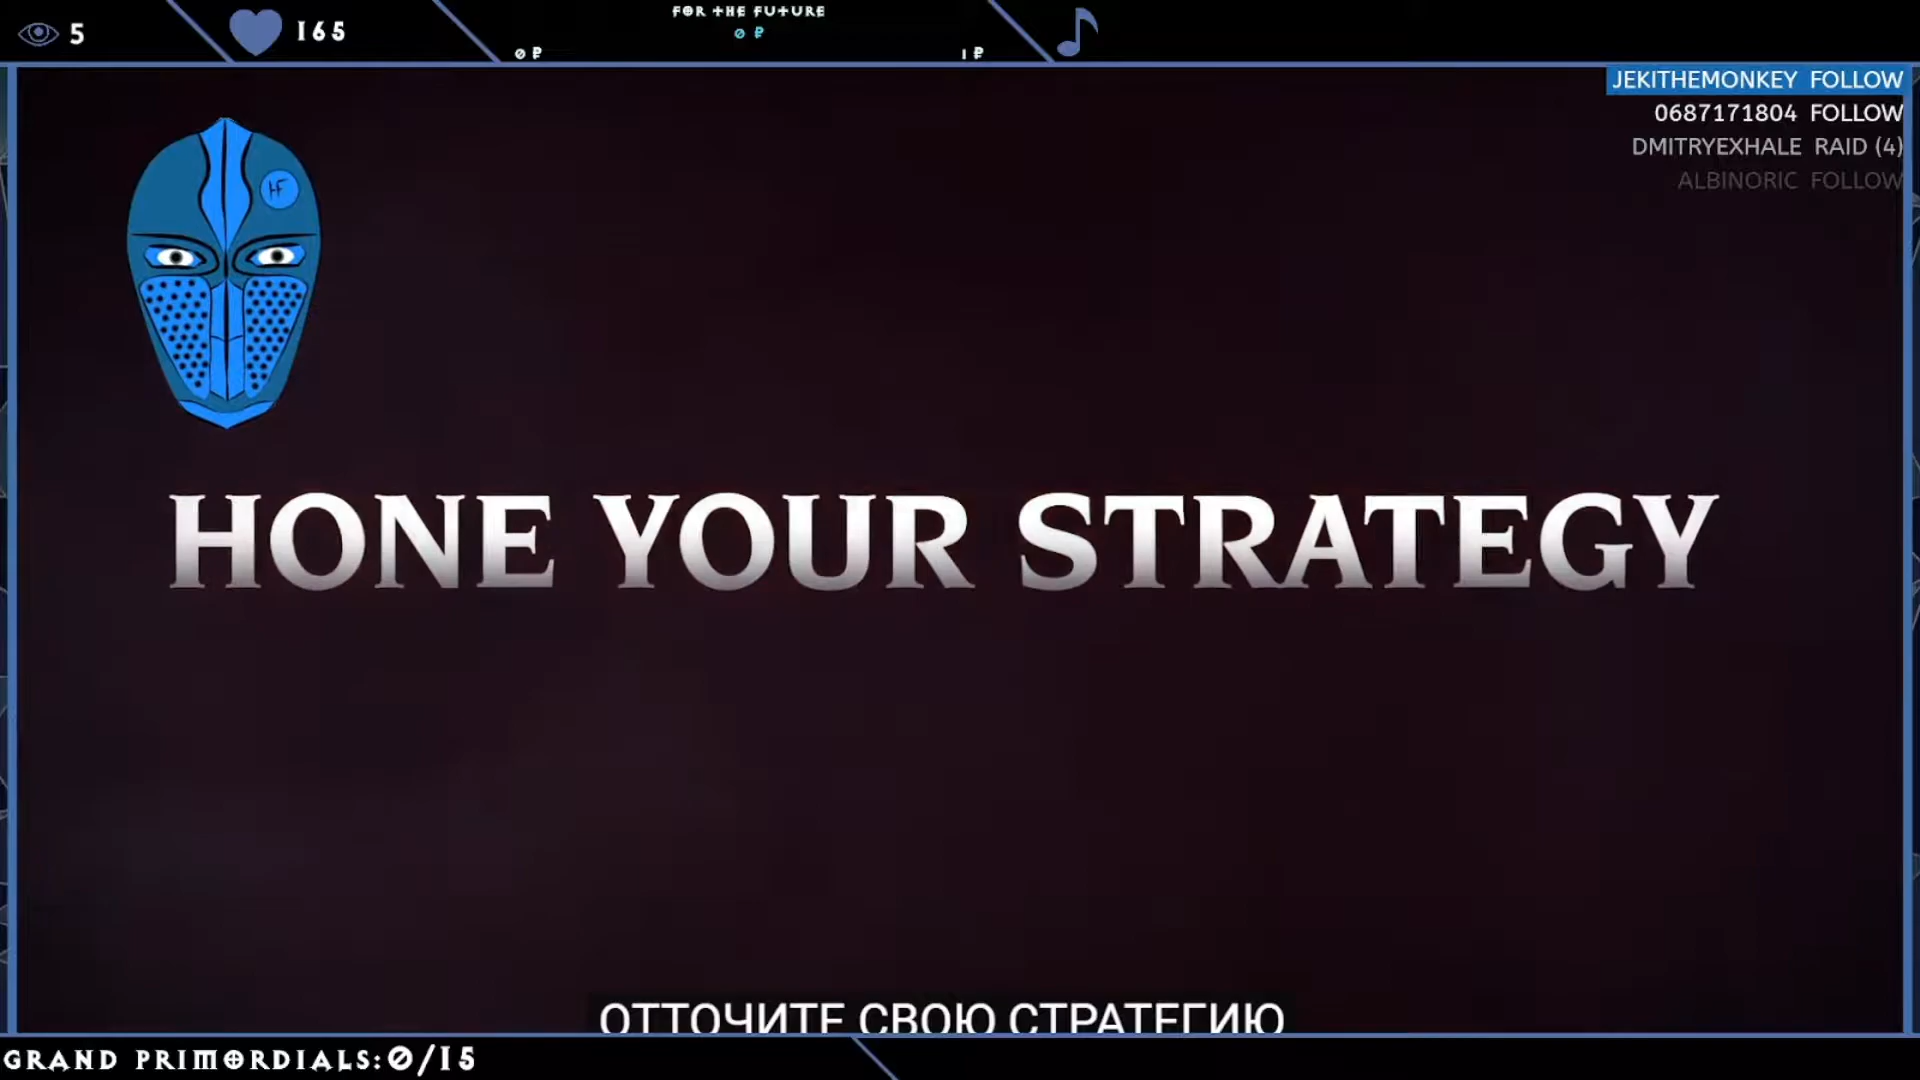 5
165
FOR THE FUTURE
0 ₽
0 ₽
1 ₽
JEKITHEMONKEY FOLLOW
0687171804 FOLLOW
DMITRYEXHALE RAID (4)
ALBINORIC FOLLOW
HF
HONE YOUR STRATEGY
ОТТОЧИТЕ СВОЮ СТРАТЕГИЮ
GRAND PRIMORDIALS:0/15